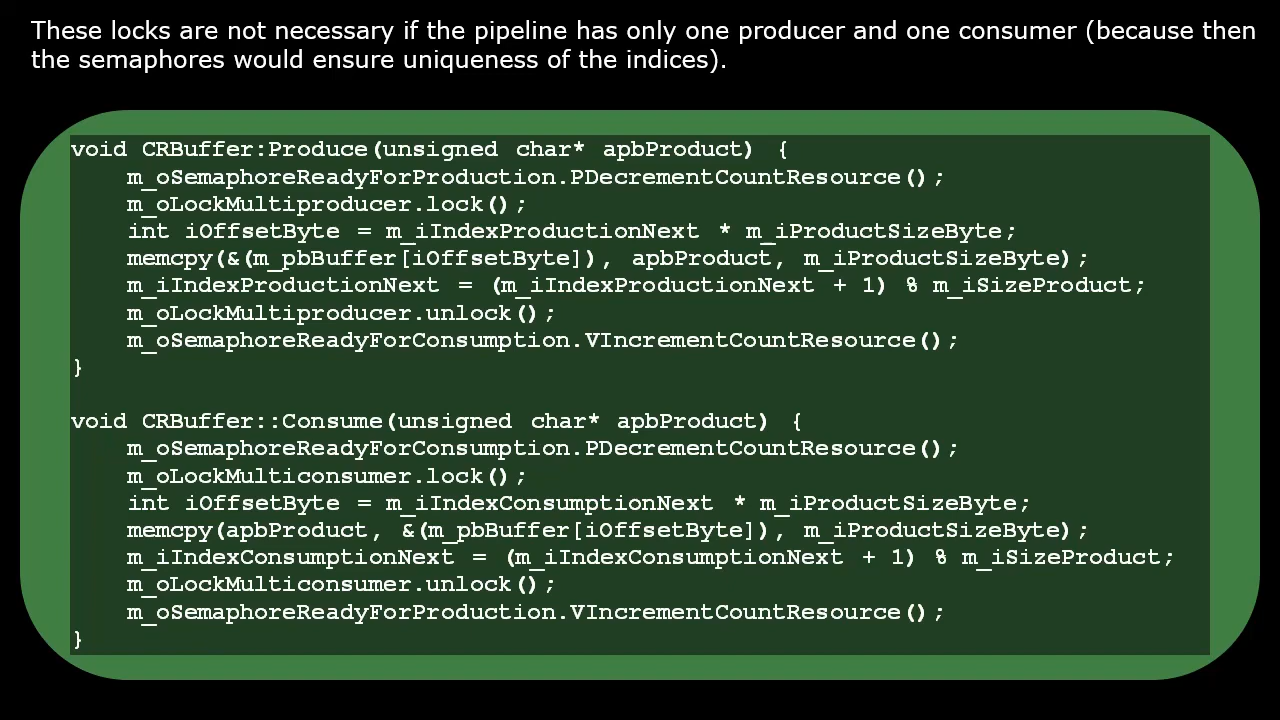 These locks are not necessary if the pipeline has only one producer and one consumer (because then
the semaphores would ensure uniqueness of the indices).
void CRBuffer:Produce(unsigned char* apbProduct) {
    m_oSemaphoreReadyForProduction.PDecrementCountResource();
    m_oLockMultiproducer.lock();
    int iOffsetByte = m_iIndexProductionNext * m_iProductSizeByte;
    memcpy(&(m_pbBuffer[iOffsetByte]), apbProduct, m_iProductSizeByte);
    m_iIndexProductionNext = (m_iIndexProductionNext + 1) % m_iSizeProduct;
    m_oLockMultiproducer.unlock();
    m_oSemaphoreReadyForConsumption.VIncrementCountResource();
}
void CRBuffer::Consume(unsigned char* apbProduct) {
    m_oSemaphoreReadyForConsumption.PDecrementCountResource();
    m_oLockMulticonsumer.lock();
    int iOffsetByte = m_iIndexConsumptionNext * m_iProductSizeByte;
    memcpy(apbProduct, &(m_pbBuffer[iOffsetByte]), m_iProductSizeByte);
    m_iIndexConsumptionNext = (m_iIndexConsumptionNext + 1) % m_iSizeProduct;
    m_oLockMulticonsumer.unlock();
    m_oSemaphoreReadyForProduction.VIncrementCountResource();
}